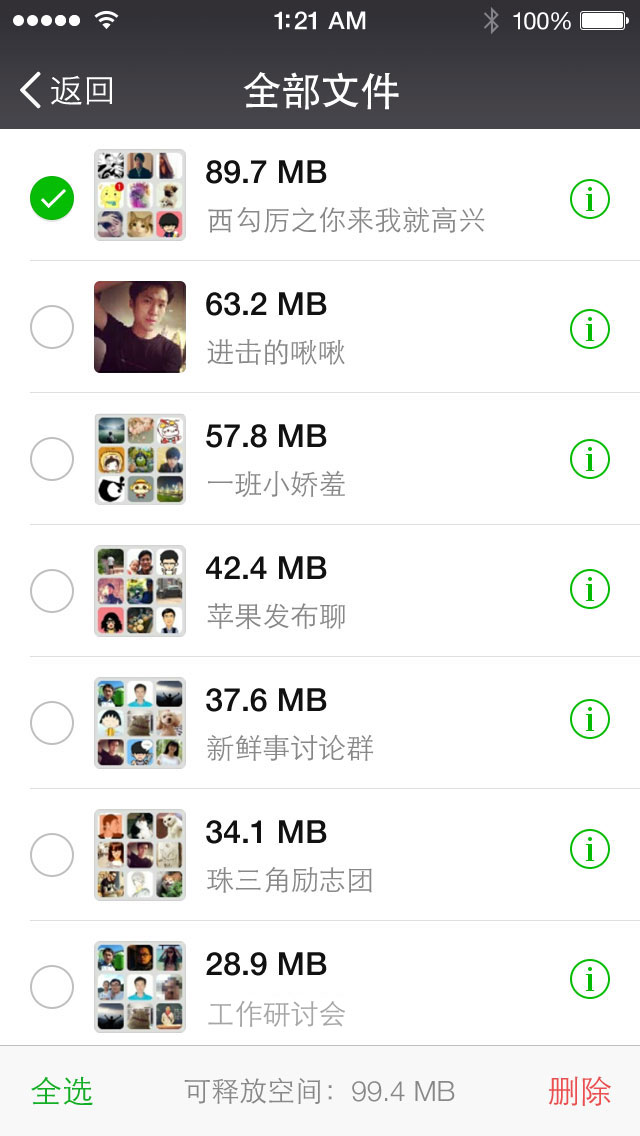 1:21 AM 100%
返回 全部文件
89.7 MB
西勾厉之你来我就高兴
63.2 MB
进击的啾啾
57.8 MB
一班小娇羞
42.4 MB
苹果发布聊
37.6 MB
新鲜事讨论群
34.1 MB
珠三角励志团
28.9 MB
工作研讨会
全选 可释放空间：99.4 MB 删除